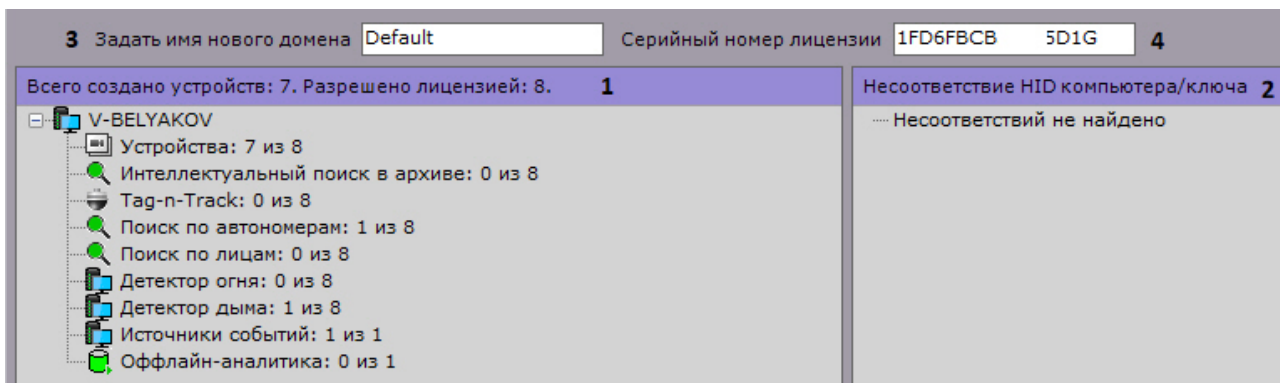 3 Задать имя нового домена Default Серийный номер лицензии 1FD6FBCB 5D1G 4
Всего создано устройств: 7. Разрешено лицензией: 8. 1
Несоответствие HID компьютера/ключа 2
V-BELYAKOV
Несоответствий не найдено
Устройства: 7 из 8
Интеллектуальный поиск в архиве: 0 из 8
Tag-n-Track: 0 из 8
Поиск по автономерам: 1 из 8
Поиск по лицам: 0 из 8
Детектор огня: 0 из 8
Детектор дыма: 1 из 8
Источники событий: 1 из 1
Оффлайн-аналитика: 0 из 1